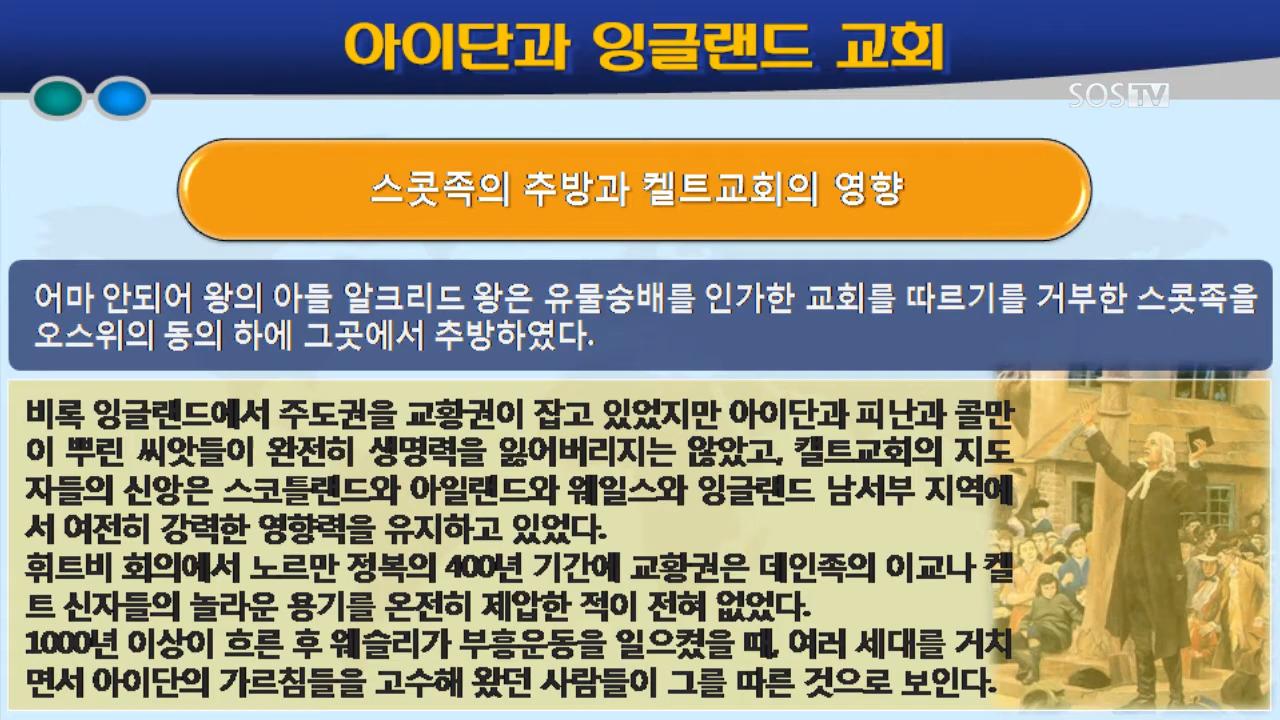 아이단과 잉글랜드 교회
SOSTV
스콧족의 추방과 켈트교회의 영향
어마 안되어 왕의 아들 알크리드 왕은 유물숭배를 인가한 교회를 따르기를 거부한 스콧족을
오스위의 동의 하에 그곳에서 추방하였다.
비록 잉글랜드에서 주도권을 교황권이 잡고 있었지만 아이단과 피난과 콜만
이 뿌린 씨앗들이 완전히 생명력을 잃어버리지는 않았고, 켈트교회의 지도
자들의 신앙은 스코틀랜드와 아일랜드와 웨일스와 잉글랜드 남서부 지역에
서 여전히 강력한 영향력을 유지하고 있었다.
휘트비 회의에서 노르만 정복의 400년 기간에 교황권은 데인족의 이교나 켈
트 신자들의 놀라운 용기를 온전히 제압한 적이 전혀 없었다.
1000년 이상이 흐른 후 웨슬리가 부흥운동을 일으켰을 때, 여러 세대를 거치
면서 아이단의 가르침들을 고수해 왔던 사람들이 그를 따른 것으로 보인다.